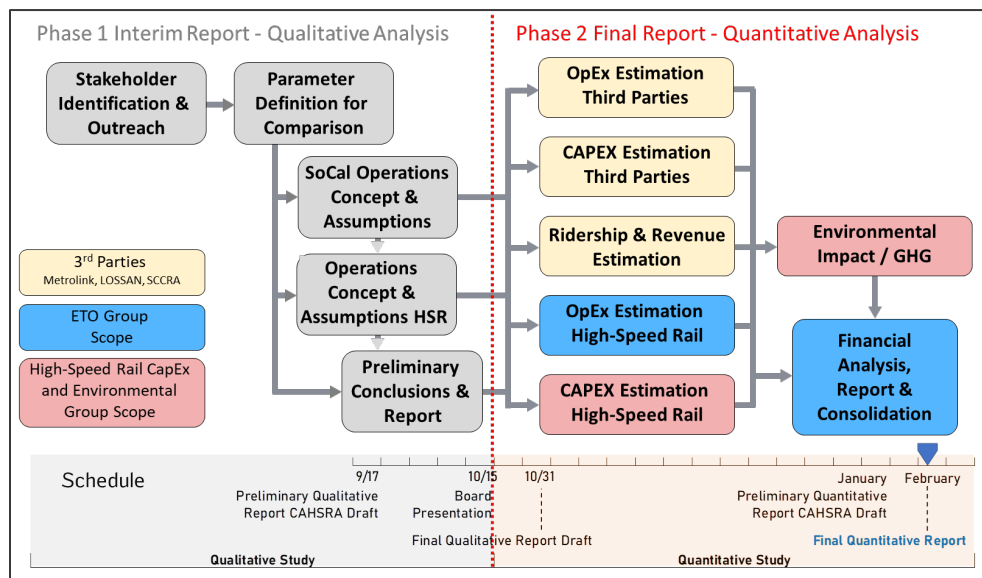 Phase 1 Interim Report - Qualitative Analysis
Phase 2 Final Report - Quantitative Analysis
Stakeholder
Identification &
Outreach
Parameter
Definition for
Comparison
SoCal Operations
Concept &
Assumptions
Operations
Concept &
Assumptions HSR
Preliminary
Conclusions &
Report
OpEx Estimation
Third Parties
CAPEX Estimation
Third Parties
Ridership & Revenue
Estimation
OpEx Estimation
High-Speed Rail
CAPEX Estimation
High-Speed Rail
Environmental
Impact / GHG
Financial
Analysis,
Report &
Consolidation
3rd Parties
Metrolink, LOSSAN, SCCRA
ETO Group
Scope
High-Speed Rail CapEx
and Environmental
Group Scope
Schedule
9/17
Preliminary Qualitative
Report CAHSRA Draft
10/15
Board
Presentation
10/31
Final Qualitative Report Draft
January
Preliminary Quantitative
Report CAHSRA Draft
February
Final Quantitative Report
Qualitative Study
Quantitative Study